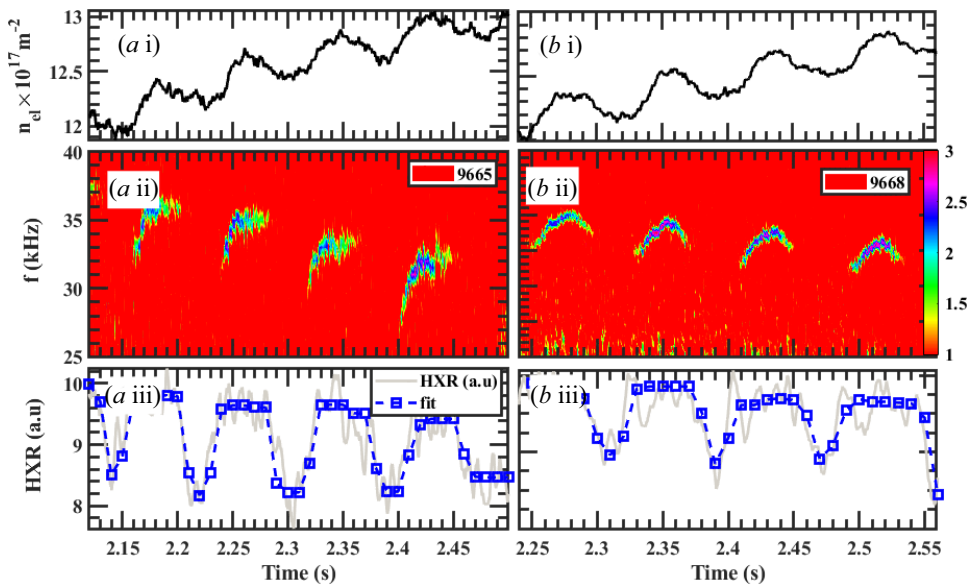 13
12.5
12
n_el × 10^17 m^-2
(a i)
(b i)
40
35
30
25
f (kHz)
(a ii)
9665
(b ii)
9668
3
2.5
2
1.5
1
10
9
8
HXR (a.u)
(a iii)
HXR (a.u)
fit
(b iii)
2.15 2.2 2.25 2.3 2.35 2.4 2.45
2.25 2.3 2.35 2.4 2.45 2.5 2.55
Time (s)
Time (s)